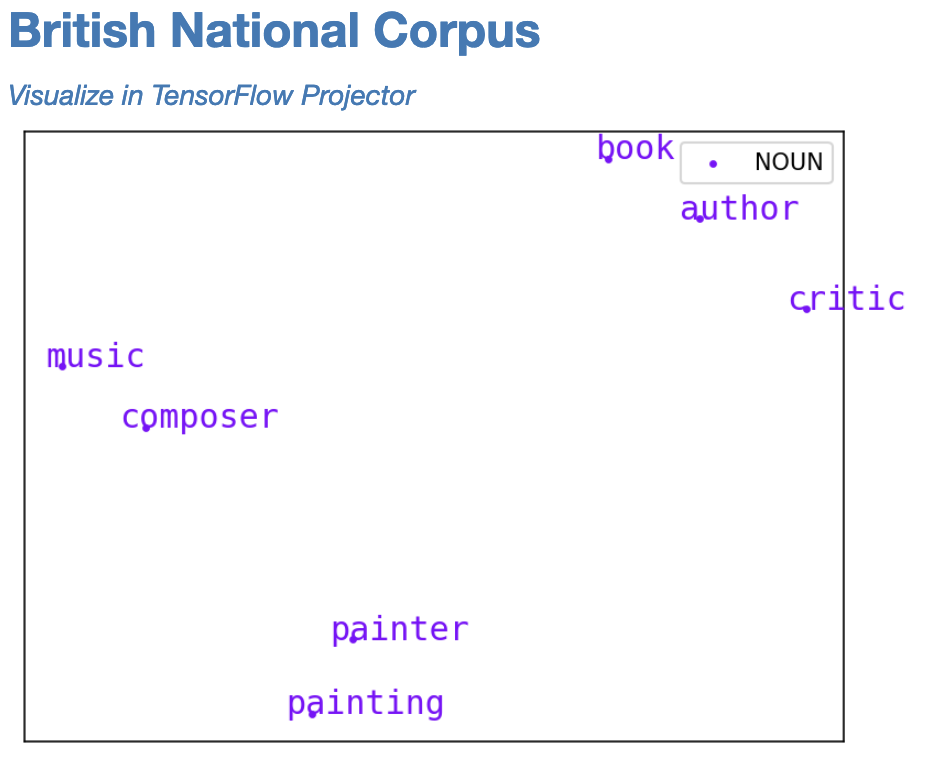 British National Corpus
Visualize in TensorFlow Projector
book
NOUN
author
critic
music
composer
painter
painting